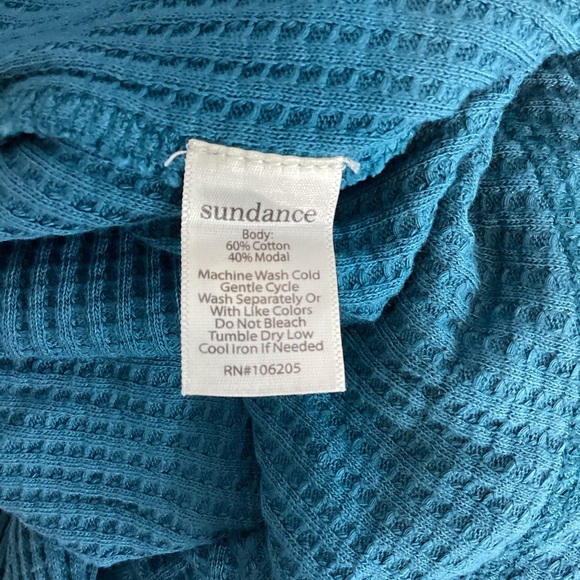 sundance
Body:
60% Cotton
40% Modal
Machine Wash Cold
Gentle Cycle
Wash Separately Or
With Like Colors
Do Not Bleach
Tumble Dry Low
Cool Iron If Needed
RN#106205